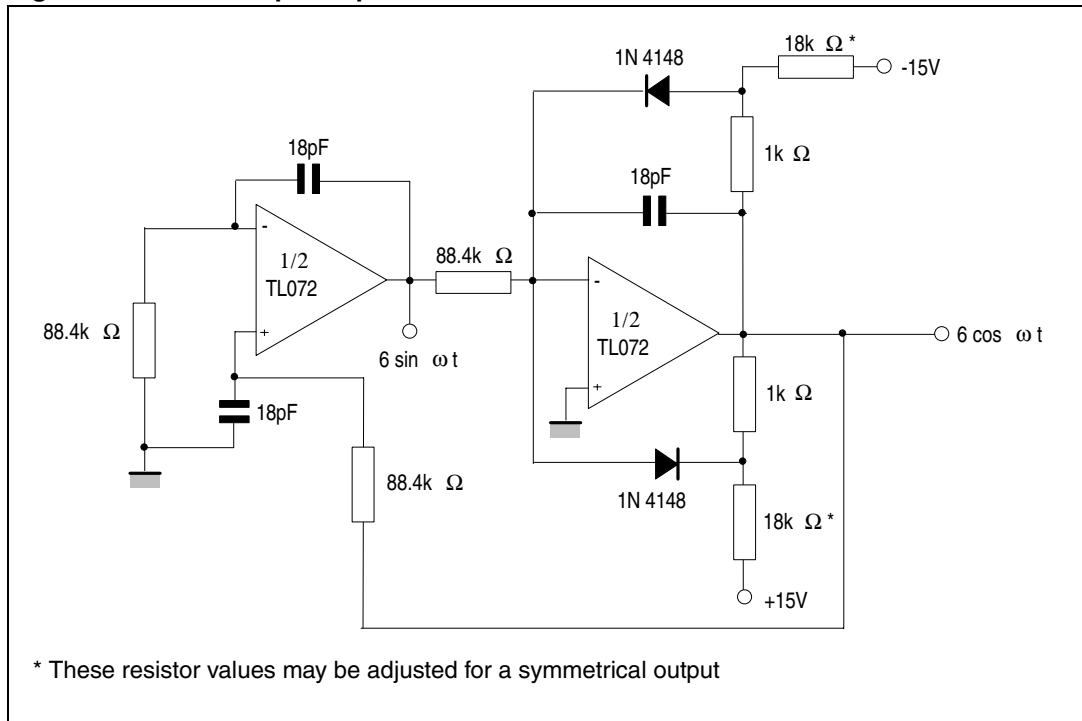 18k Ω *
-15V
1N 4148
1k Ω
18pF
18pF
88.4k Ω
-
1/2
TL072
+
88.4k Ω
-
1/2
TL072
+
6 sin ω t
6 cos ω t
18pF
1k Ω
88.4k Ω
1N 4148
18k Ω *
+15V
* These resistor values may be adjusted for a symmetrical output